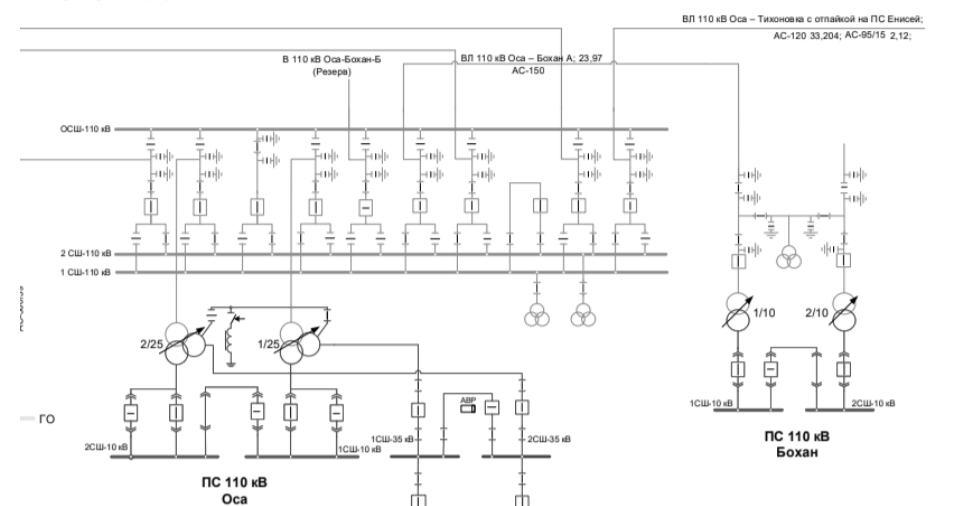 ВЛ 110 кВ Оса – Тихоновка с отпайкой на ПС Енисей;
АС-120 33,204; АС-95/15 2,12;
В 110 кВ Оса-Бохан-Б
(Резерв)
ВЛ 110 кВ Оса – Бохан А; 23,97
АС-150
ОСШ-110 кВ
2 СШ-110 кВ
1 СШ-110 кВ
2/25
1/25
1/10
2/10
АВР
ГО
1СШ-10 кВ
2СШ-10 кВ
2СШ-10 кВ
1СШ-10 кВ
1СШ-35 кВ
2СШ-35 кВ
ПС 110 кВ
Бохан
ПС 110 кВ
Оса